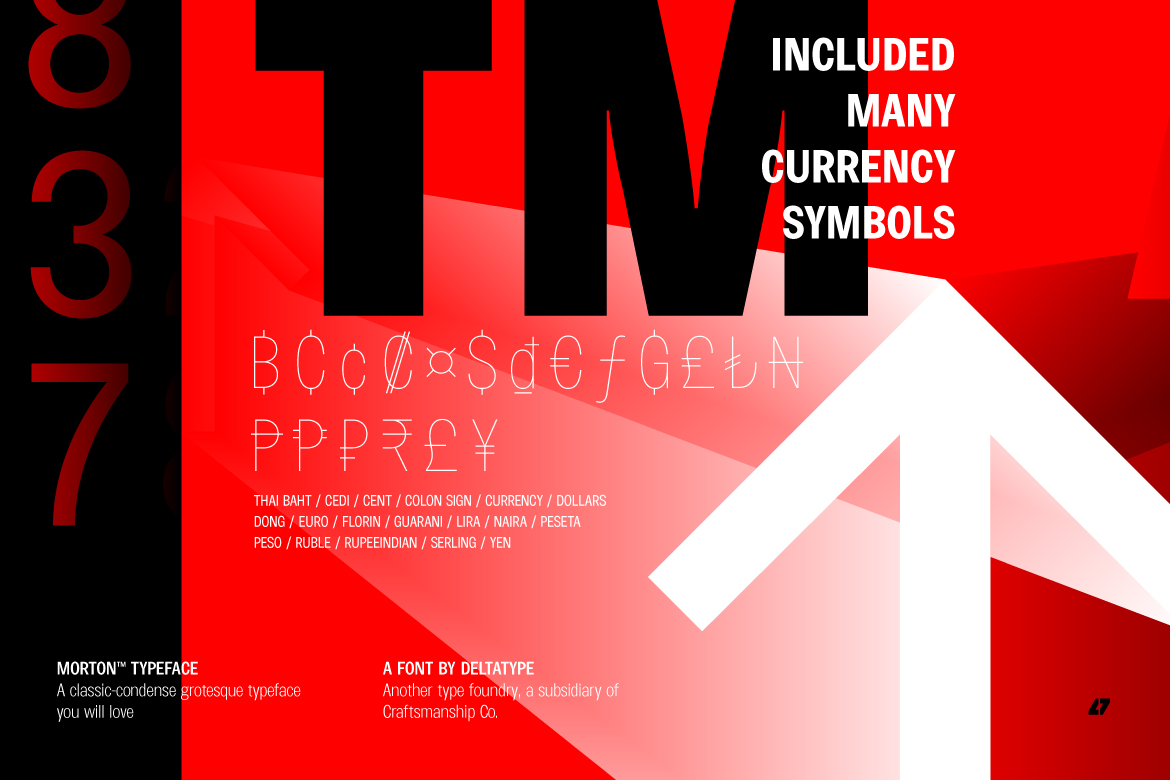 8
3
7
TM
INCLUDED
MANY
CURRENCY
SYMBOLS
฿₵¢₡¤$₫€ƒ₲₤ł₦
₱₱₽₹£¥
THAI BAHT / CEDI / CENT / COLON SIGN / CURRENCY / DOLLARS
DONG / EURO / FLORIN / GUARANI / LIRA / NAIRA / PESETA
PESO / RUBLE / RUPEEINDIAN / SERLING / YEN
MORTON™ TYPEFACE
A classic-condense grotesque typeface
you will love
A FONT BY DELTATYPE
Another type foundry, a subsidiary of
Craftsmanship Co.